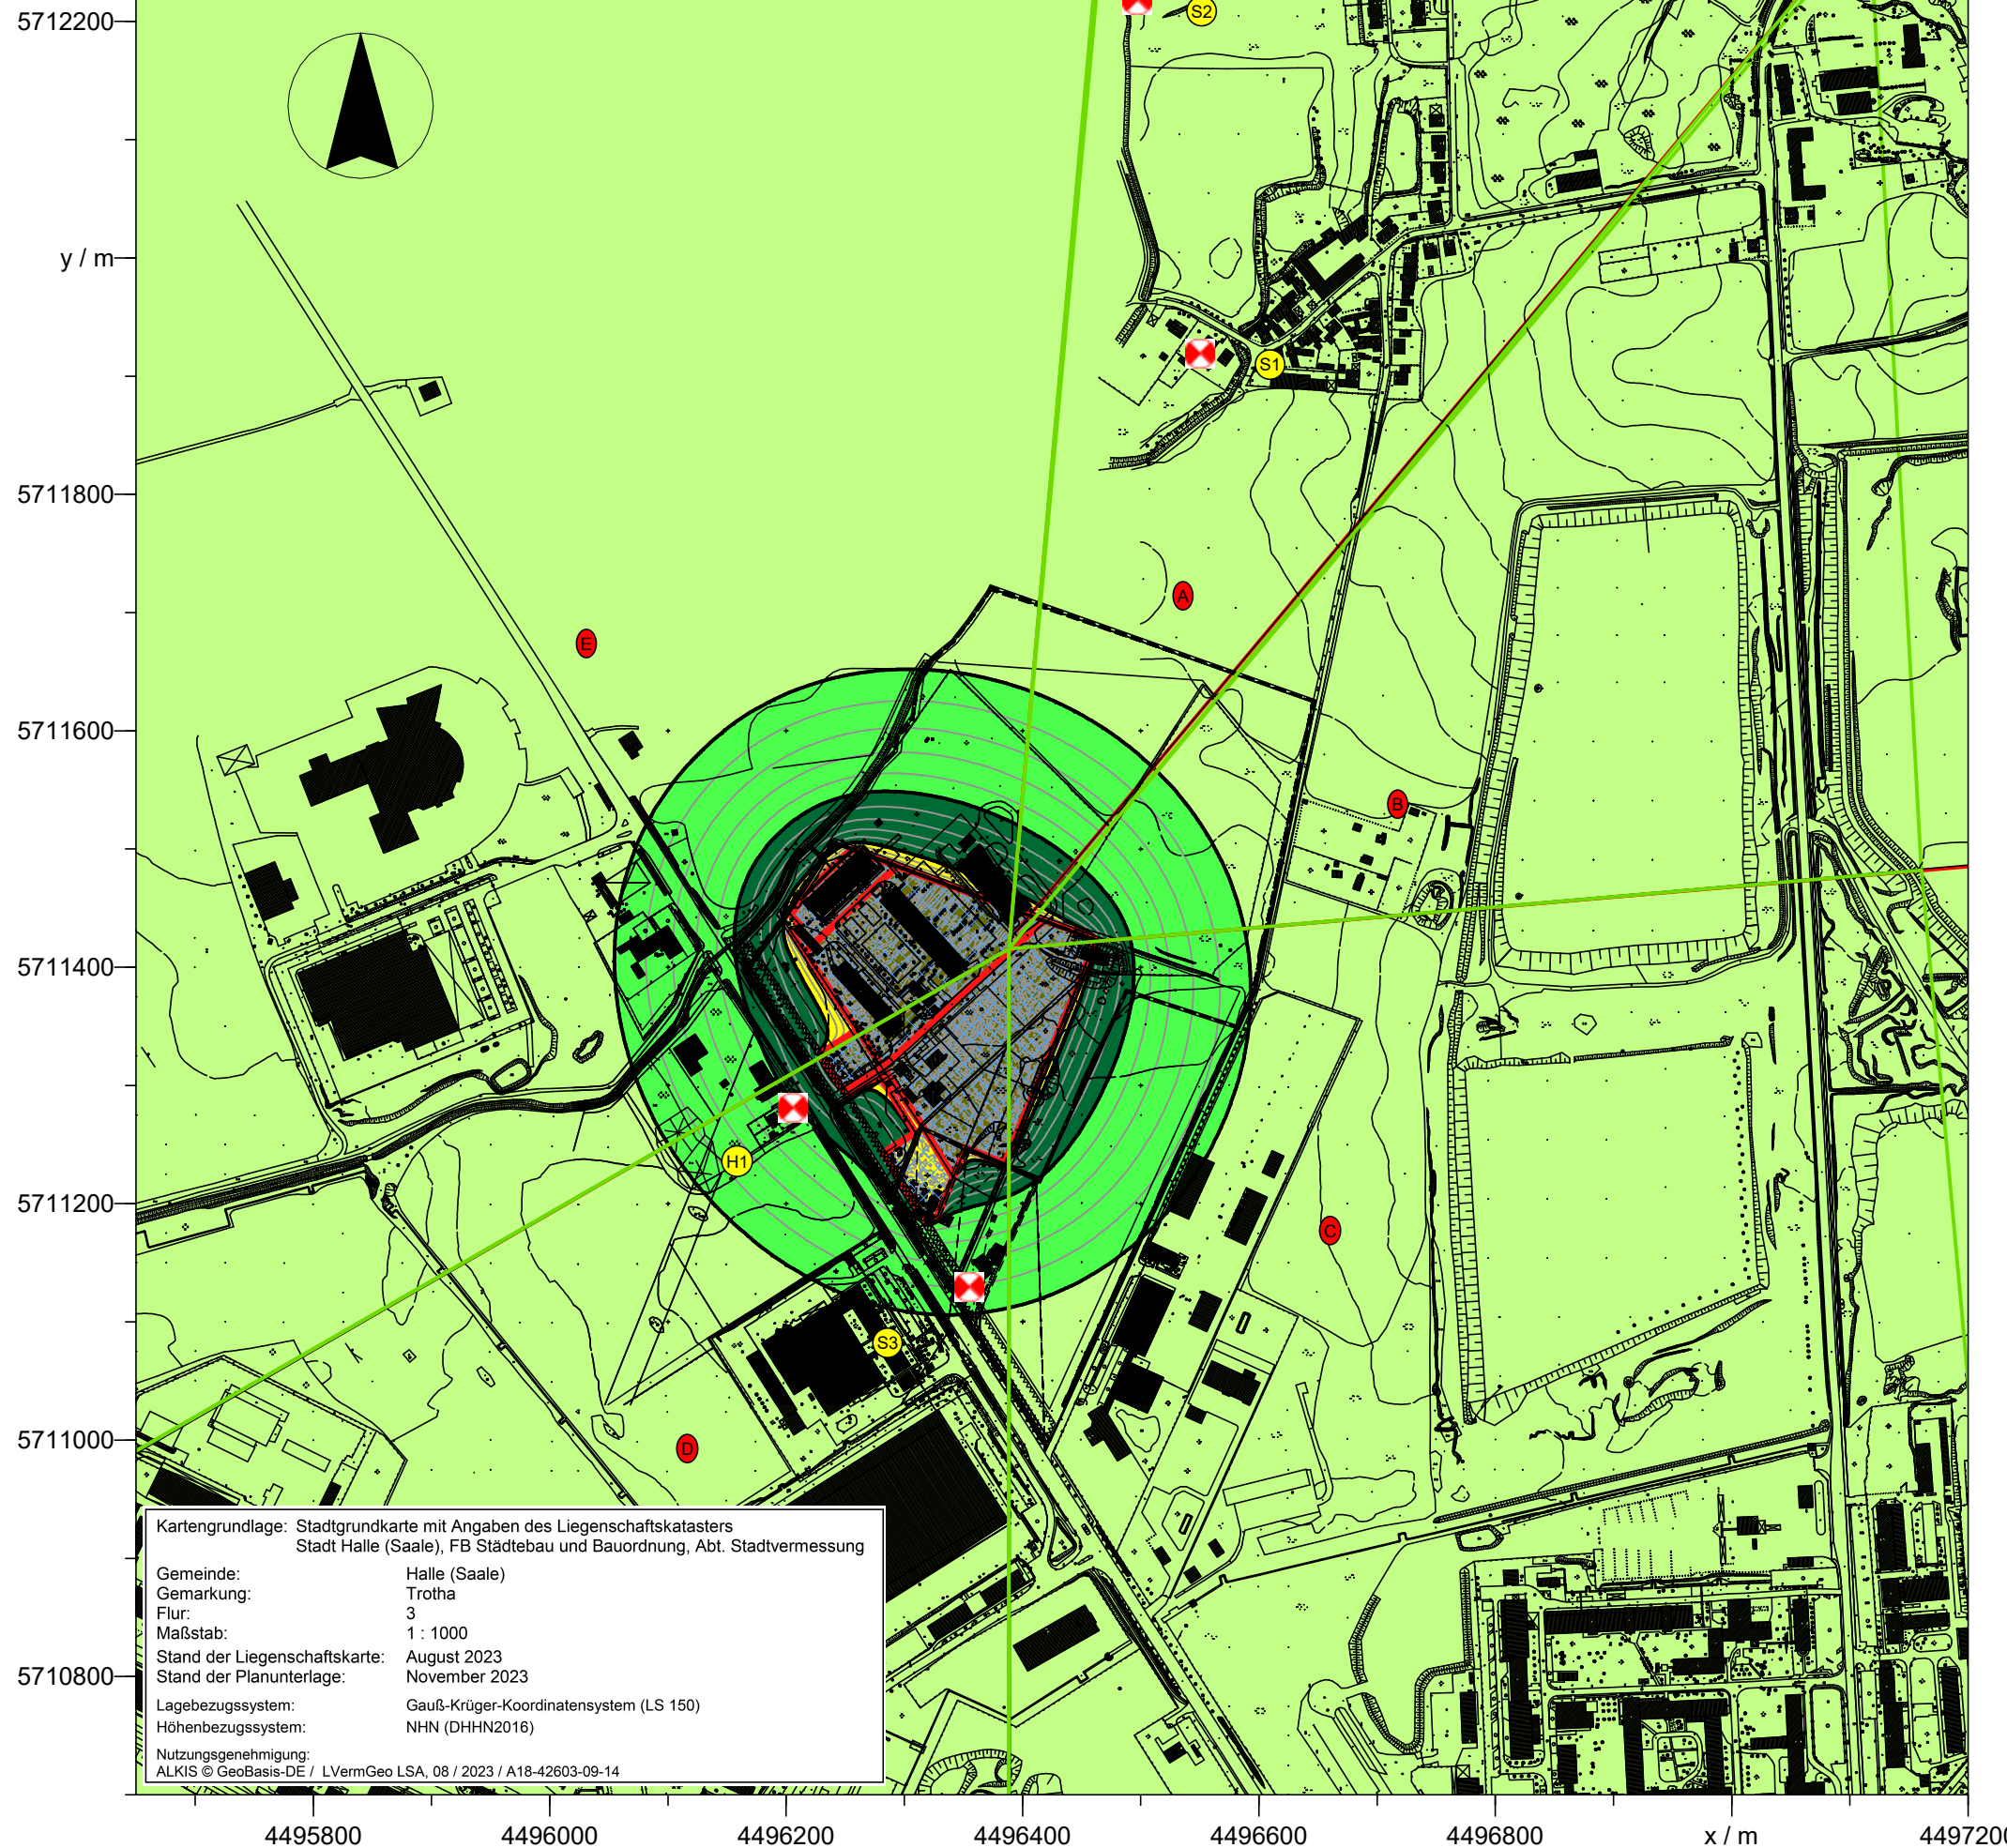 5712200
S2
y / m
S1
5711800
A
E
5711600
B
5711400
H1
5711200
C
S3
5711000
D
Kartengrundlage: Stadtgrundkarte mit Angaben des Liegenschaftskatasters
Stadt Halle (Saale), FB Städtebau und Bauordnung, Abt. Stadtvermessung
Gemeinde: Halle (Saale)
Gemarkung: Trotha
Flur: 3
Maßstab: 1 : 1000
Stand der Liegenschaftskarte: August 2023
Stand der Planunterlage: November 2023
Lagebezugssystem: Gauß-Krüger-Koordinatensystem (LS 150)
Höhenbezugssystem: NHN (DHHN2016)
Nutzungsgenehmigung:
ALKIS © GeoBasis-DE / LVermGeo LSA, 08 / 2023 / A18-42603-09-14
5710800
4495800 4496000 4496200 4496400 4496600 4496800 x / m 4497200